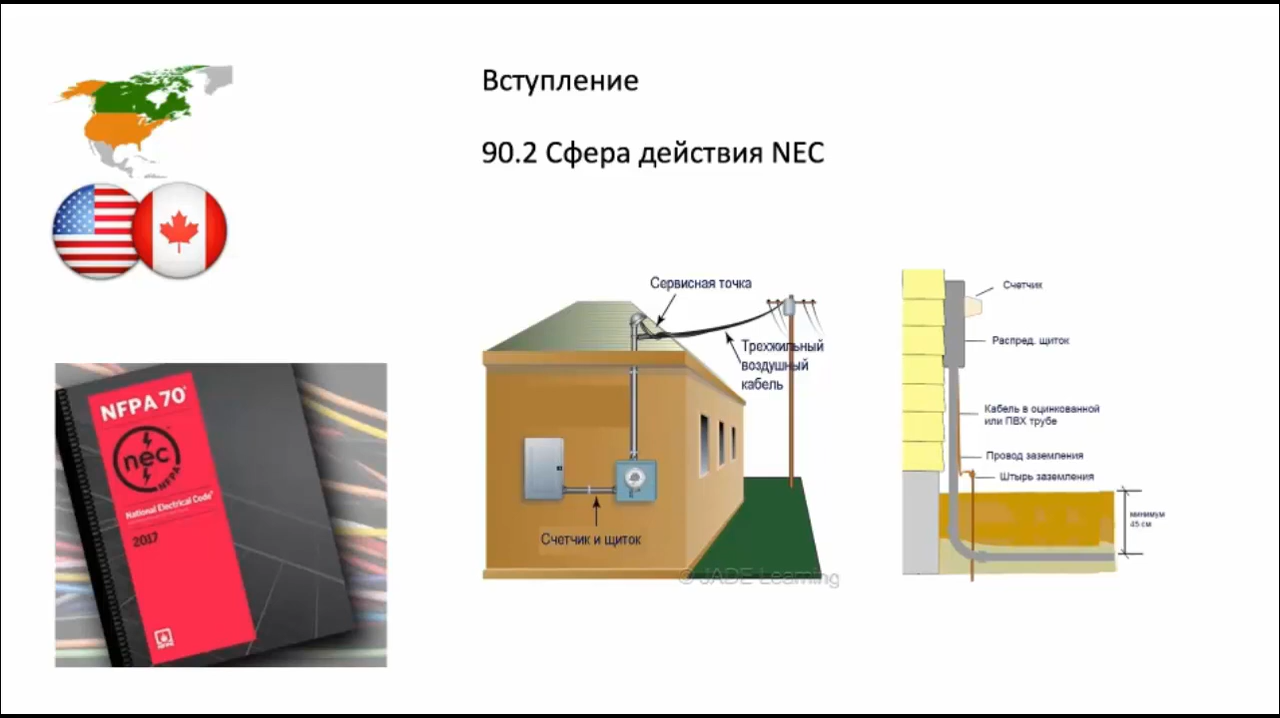 Вступление
90.2 Сфера действия NEC
Сервисная точка
Трехжильный
воздушный
кабель
Счетчик и щиток
© JADE Learning
Счетчик
Распред. щиток
Кабель в оцинкованной
или ПВХ трубе
Провод заземления
Штырь заземления
минимум
45 см
NFPA 70®
nec
NFPA
National Electrical Code®
2017
NFPA